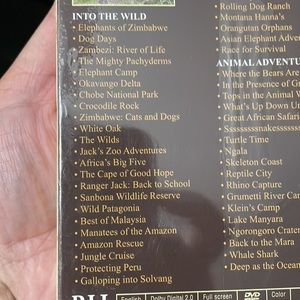 INTO THE WILD
• Elephants of Zimbabwe
• Dog Days
• Zambezi: River of Life
• The Mighty Pachyderms
• Elephant Camp
• Okavango Delta
• Chobe National Park
• Crocodile Rock
• Zimbabwe: Cats and Dogs
• White Oak
• The Wilds
• Jack's Zoo Adventures
• Africa's Big Five
• The Cape of Good Hope
• Ranger Jack: Back to School
• Sanbona Wildlife Reserve
• Wild Patagonia
• Best of Malaysia
• Manatees of the Amazon
• Amazon Rescue
• Jungle Cruise
• Protecting Peru
• Galloping into Solvang
• Rolling Dog Ranch
• Montana Hanna's
• Orangutan Orphans
• Asian Elephant Adven
• Race for Survival
ANIMAL ADVENTU
• Where the Bears Are
• In the Presence of Gr
• Tops in the Animal W
• What's Up Down Un
• Great African Safari
• Sssssssssnakessssss
• Turtle Time
• Ngala
• Skeleton Coast
• Reptile City
• Rhino Capture
• Grumetti River Car
• Klein's Camp
• Lake Manyara
• Ngorongoro Crater
• Back to the Mara
• Whale Shark
• Deep as the Ocean
English Dolby Digital 2.0 Full screen DVD Color